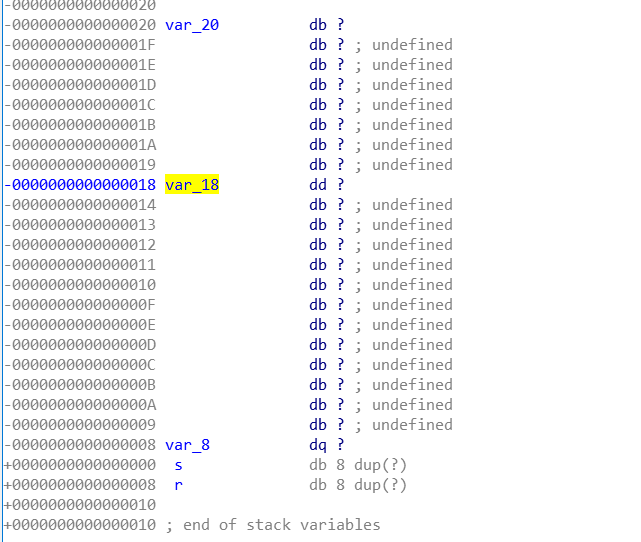 -0000000000000020
-0000000000000020 var_20 db ?
-000000000000001F db ? ; undefined
-000000000000001E db ? ; undefined
-000000000000001D db ? ; undefined
-000000000000001C db ? ; undefined
-000000000000001B db ? ; undefined
-000000000000001A db ? ; undefined
-0000000000000019 db ? ; undefined
-0000000000000018 var_18 dd ?
-0000000000000014 db ? ; undefined
-0000000000000013 db ? ; undefined
-0000000000000012 db ? ; undefined
-0000000000000011 db ? ; undefined
-0000000000000010 db ? ; undefined
-000000000000000F db ? ; undefined
-000000000000000E db ? ; undefined
-000000000000000D db ? ; undefined
-000000000000000C db ? ; undefined
-000000000000000B db ? ; undefined
-000000000000000A db ? ; undefined
-0000000000000009 db ? ; undefined
-0000000000000008 var_8 dq ?
+0000000000000000 s db 8 dup(?)
+0000000000000008 r db 8 dup(?)
+0000000000000010
+0000000000000010 ; end of stack variables